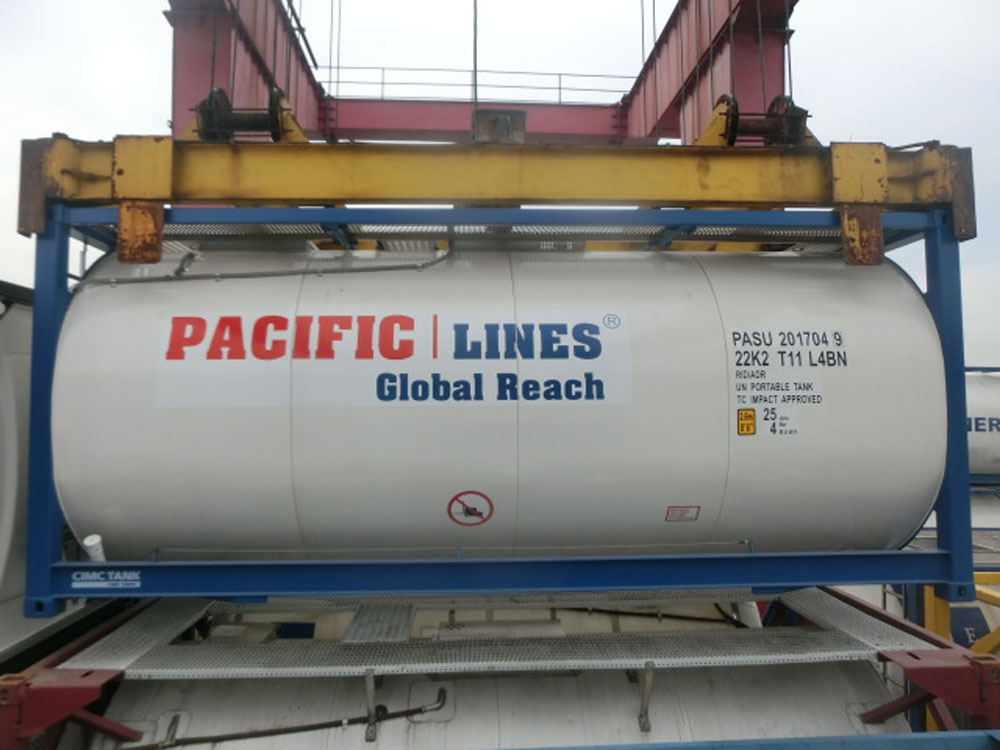 PACIFIC | LINES®
Global Reach
PASU 201704 9
22K2 T11 L4BN
RID/ADR
UN PORTABLE TANK
TC IMPACT APPROVED
25
4
CIMC TANK
NER
E